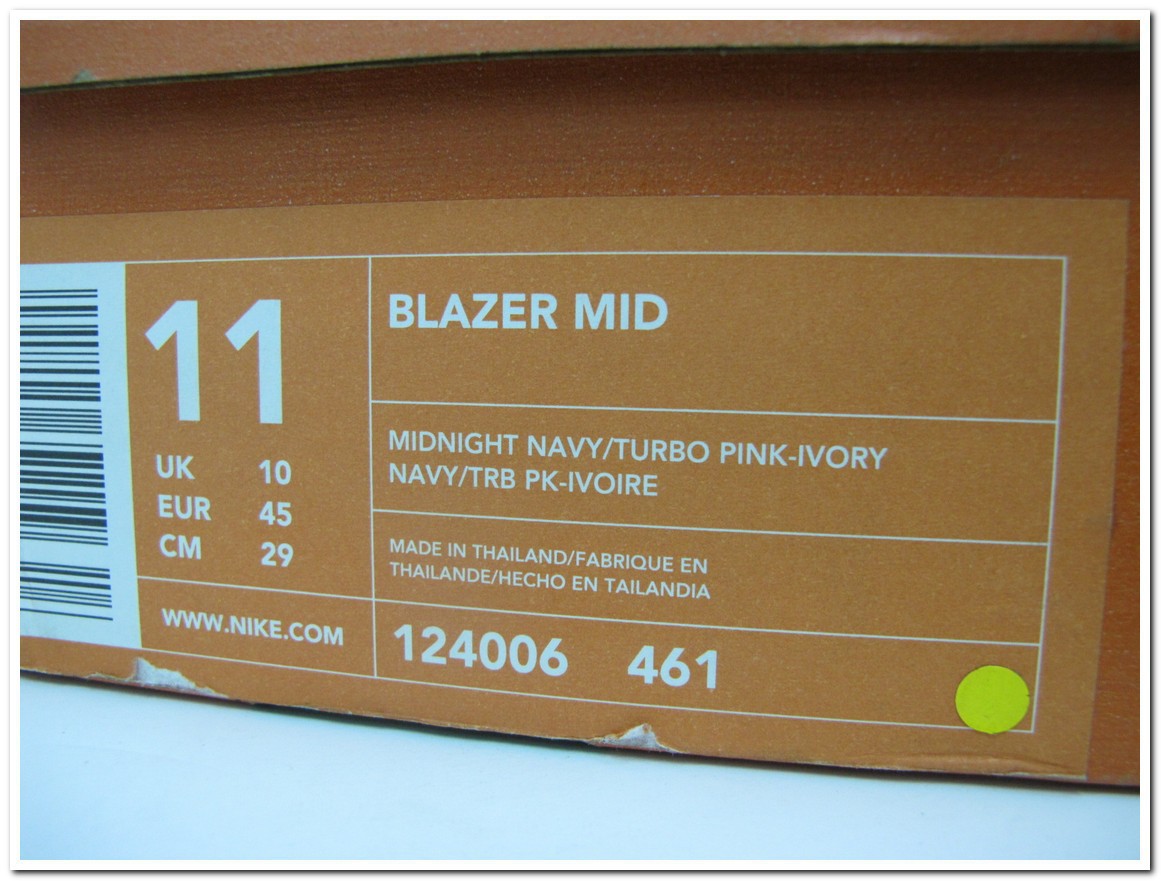 11
UK 10
EUR 45
CM 29
WWW.NIKE.COM
BLAZER MID
MIDNIGHT NAVY/TURBO PINK-IVORY
NAVY/TRB PK-IVOIRE
MADE IN THAILAND/FABRIQUE EN
THAILANDE/HECHO EN TAILANDIA
124006 461